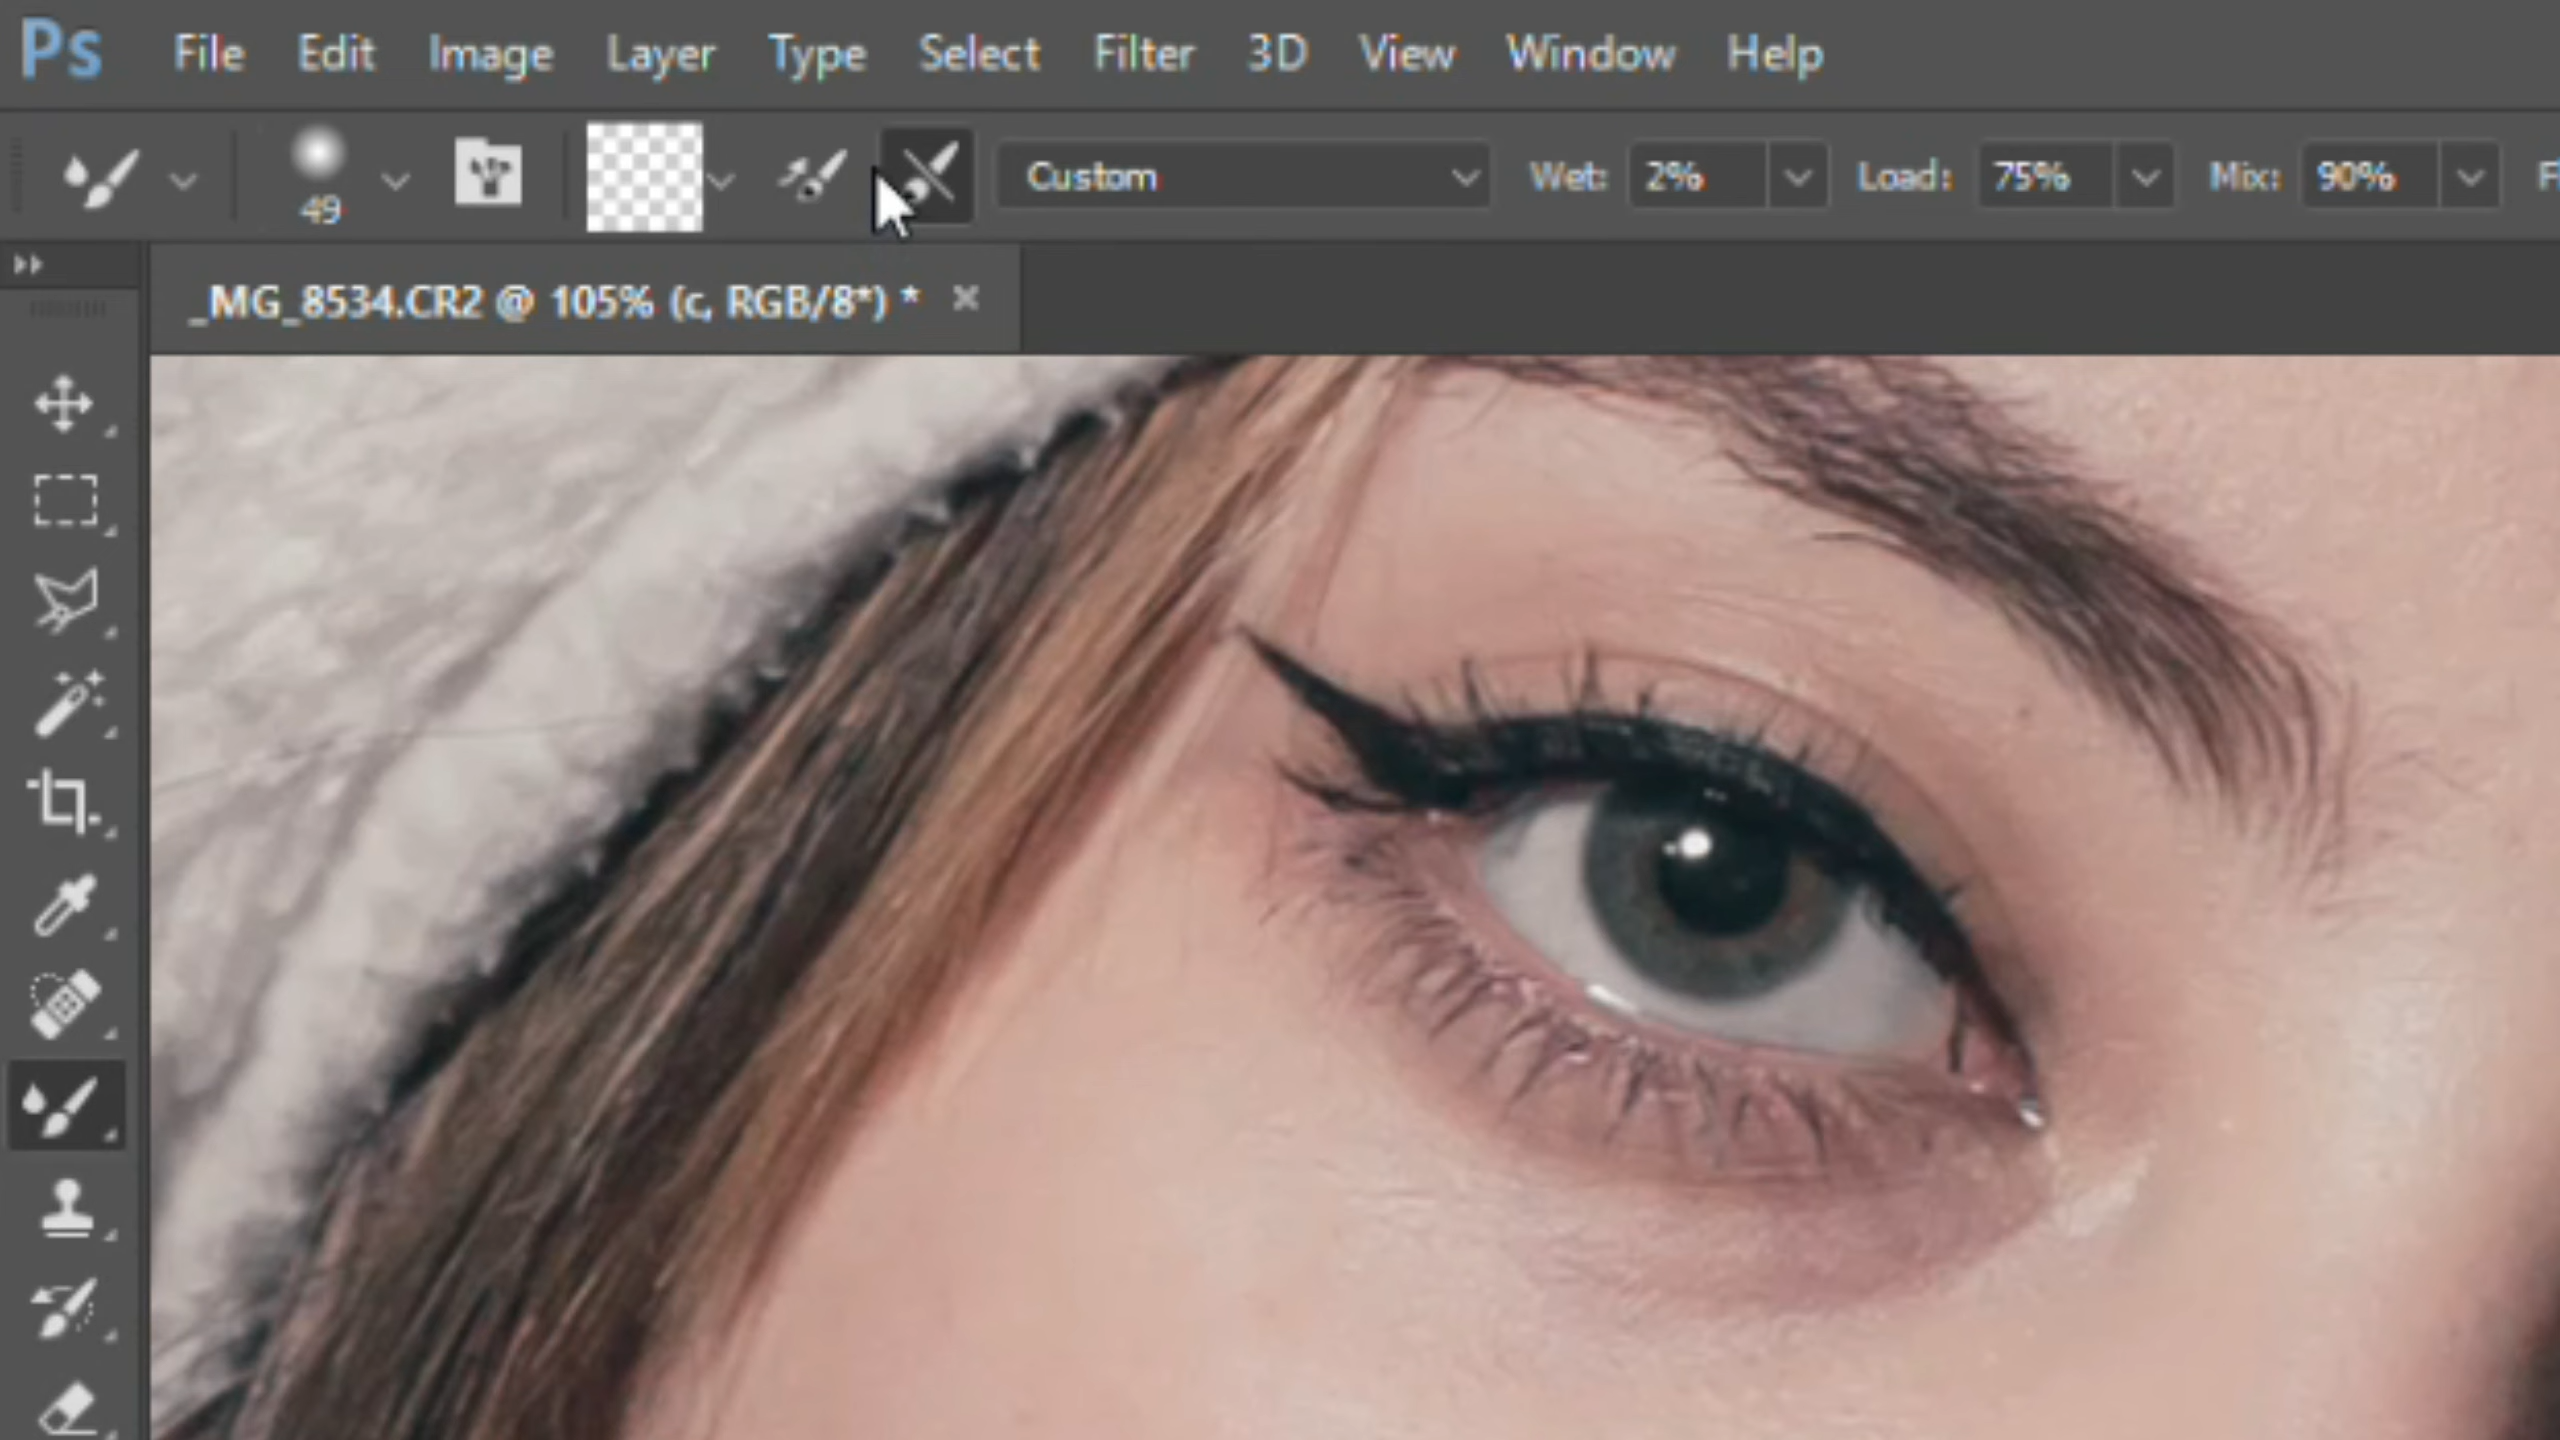 Ps File Edit Image Layer Type Select Filter 3D View Window Help
49 Custom Wet: 2% Load: 75% Mix: 90%
_MG_8534.CR2 @ 105% (c, RGB/8*) *